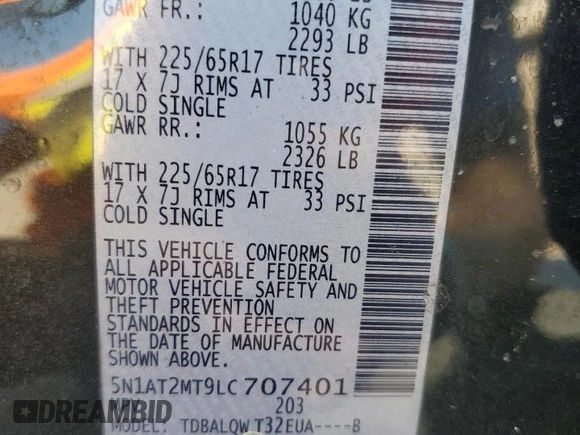 GAWR FR.: 1040 KG
2293 LB
WITH 225/65R17 TIRES
17 X 7J RIMS AT 33 PSI
COLD SINGLE
GAWR RR.: 1055 KG
2326 LB
WITH 225/65R17 TIRES
17 X 7J RIMS AT 33 PSI
COLD SINGLE
THIS VEHICLE CONFORMS TO
ALL APPLICABLE FEDERAL
MOTOR VEHICLE SAFETY AND
THEFT PREVENTION
STANDARDS IN EFFECT ON
THE DATE OF MANUFACTURE
SHOWN ABOVE.
5N1AT2MT9LC707401
MPV 203
MODEL: TDBALQW T32EUA----B
DREAMBID